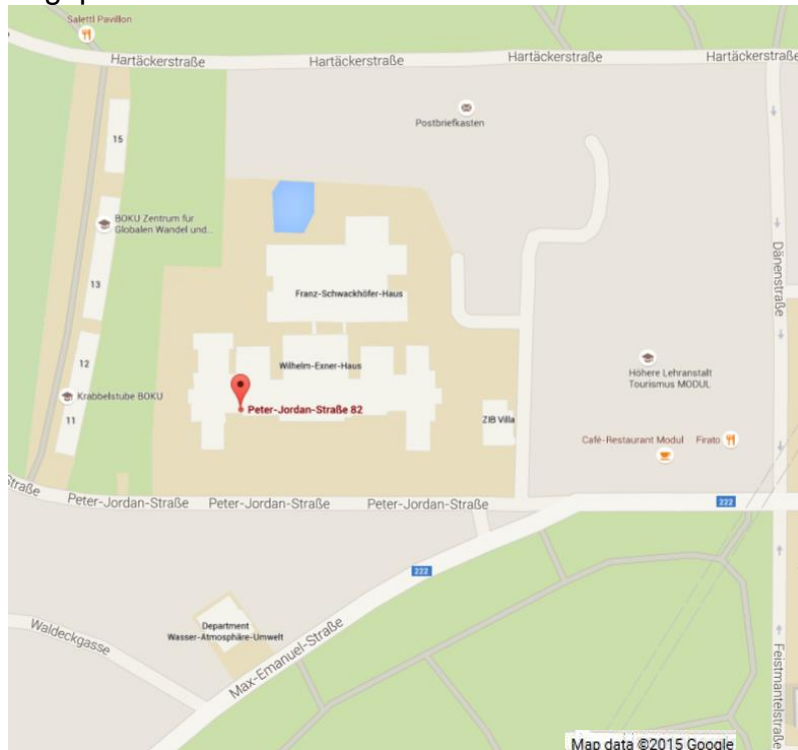 Salettl Pavillon
Hartäckerstraße
Hartäckerstraße
Hartäckerstraße
Hartäckerstraße
Postbriefkasten
15
BOKU Zentrum für
Globalen Wandel und...
Dänenstraße
13
Franz-Schwackhöfer-Haus
12
Wilhelm-Exner-Haus
Höhere Lehranstalt
Tourismus MODUL
Krabbelstube BOKU
11
Peter-Jordan-Straße 82
ZIB Villa
Café-Restaurant Modul
Firato
Straße
Peter-Jordan-Straße
Peter-Jordan-Straße
Peter-Jordan-Straße
222
222
Department
Wasser-Atmosphäre-Umwelt
Waldeckgasse
Max-Emanuel-Straße
Feistmantelstraße
Map data ©2015 Google